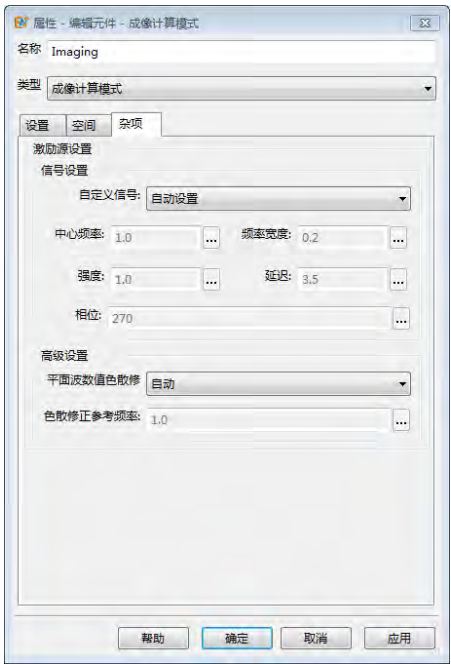 属性 - 编辑元件 - 成像计算模式
名称 Imaging
类型 成像计算模式
设置 空间 杂项
激励源设置
信号设置
自定义信号: 自动设置
中心频率: 1.0 ... 频率宽度: 0.2 ...
强度: 1.0 ... 延迟: 3.5 ...
相位: 270 ...
高级设置
平面波数值色散修 自动
色散修正参考频率: 1.0 ...
帮助 确定 取消 应用